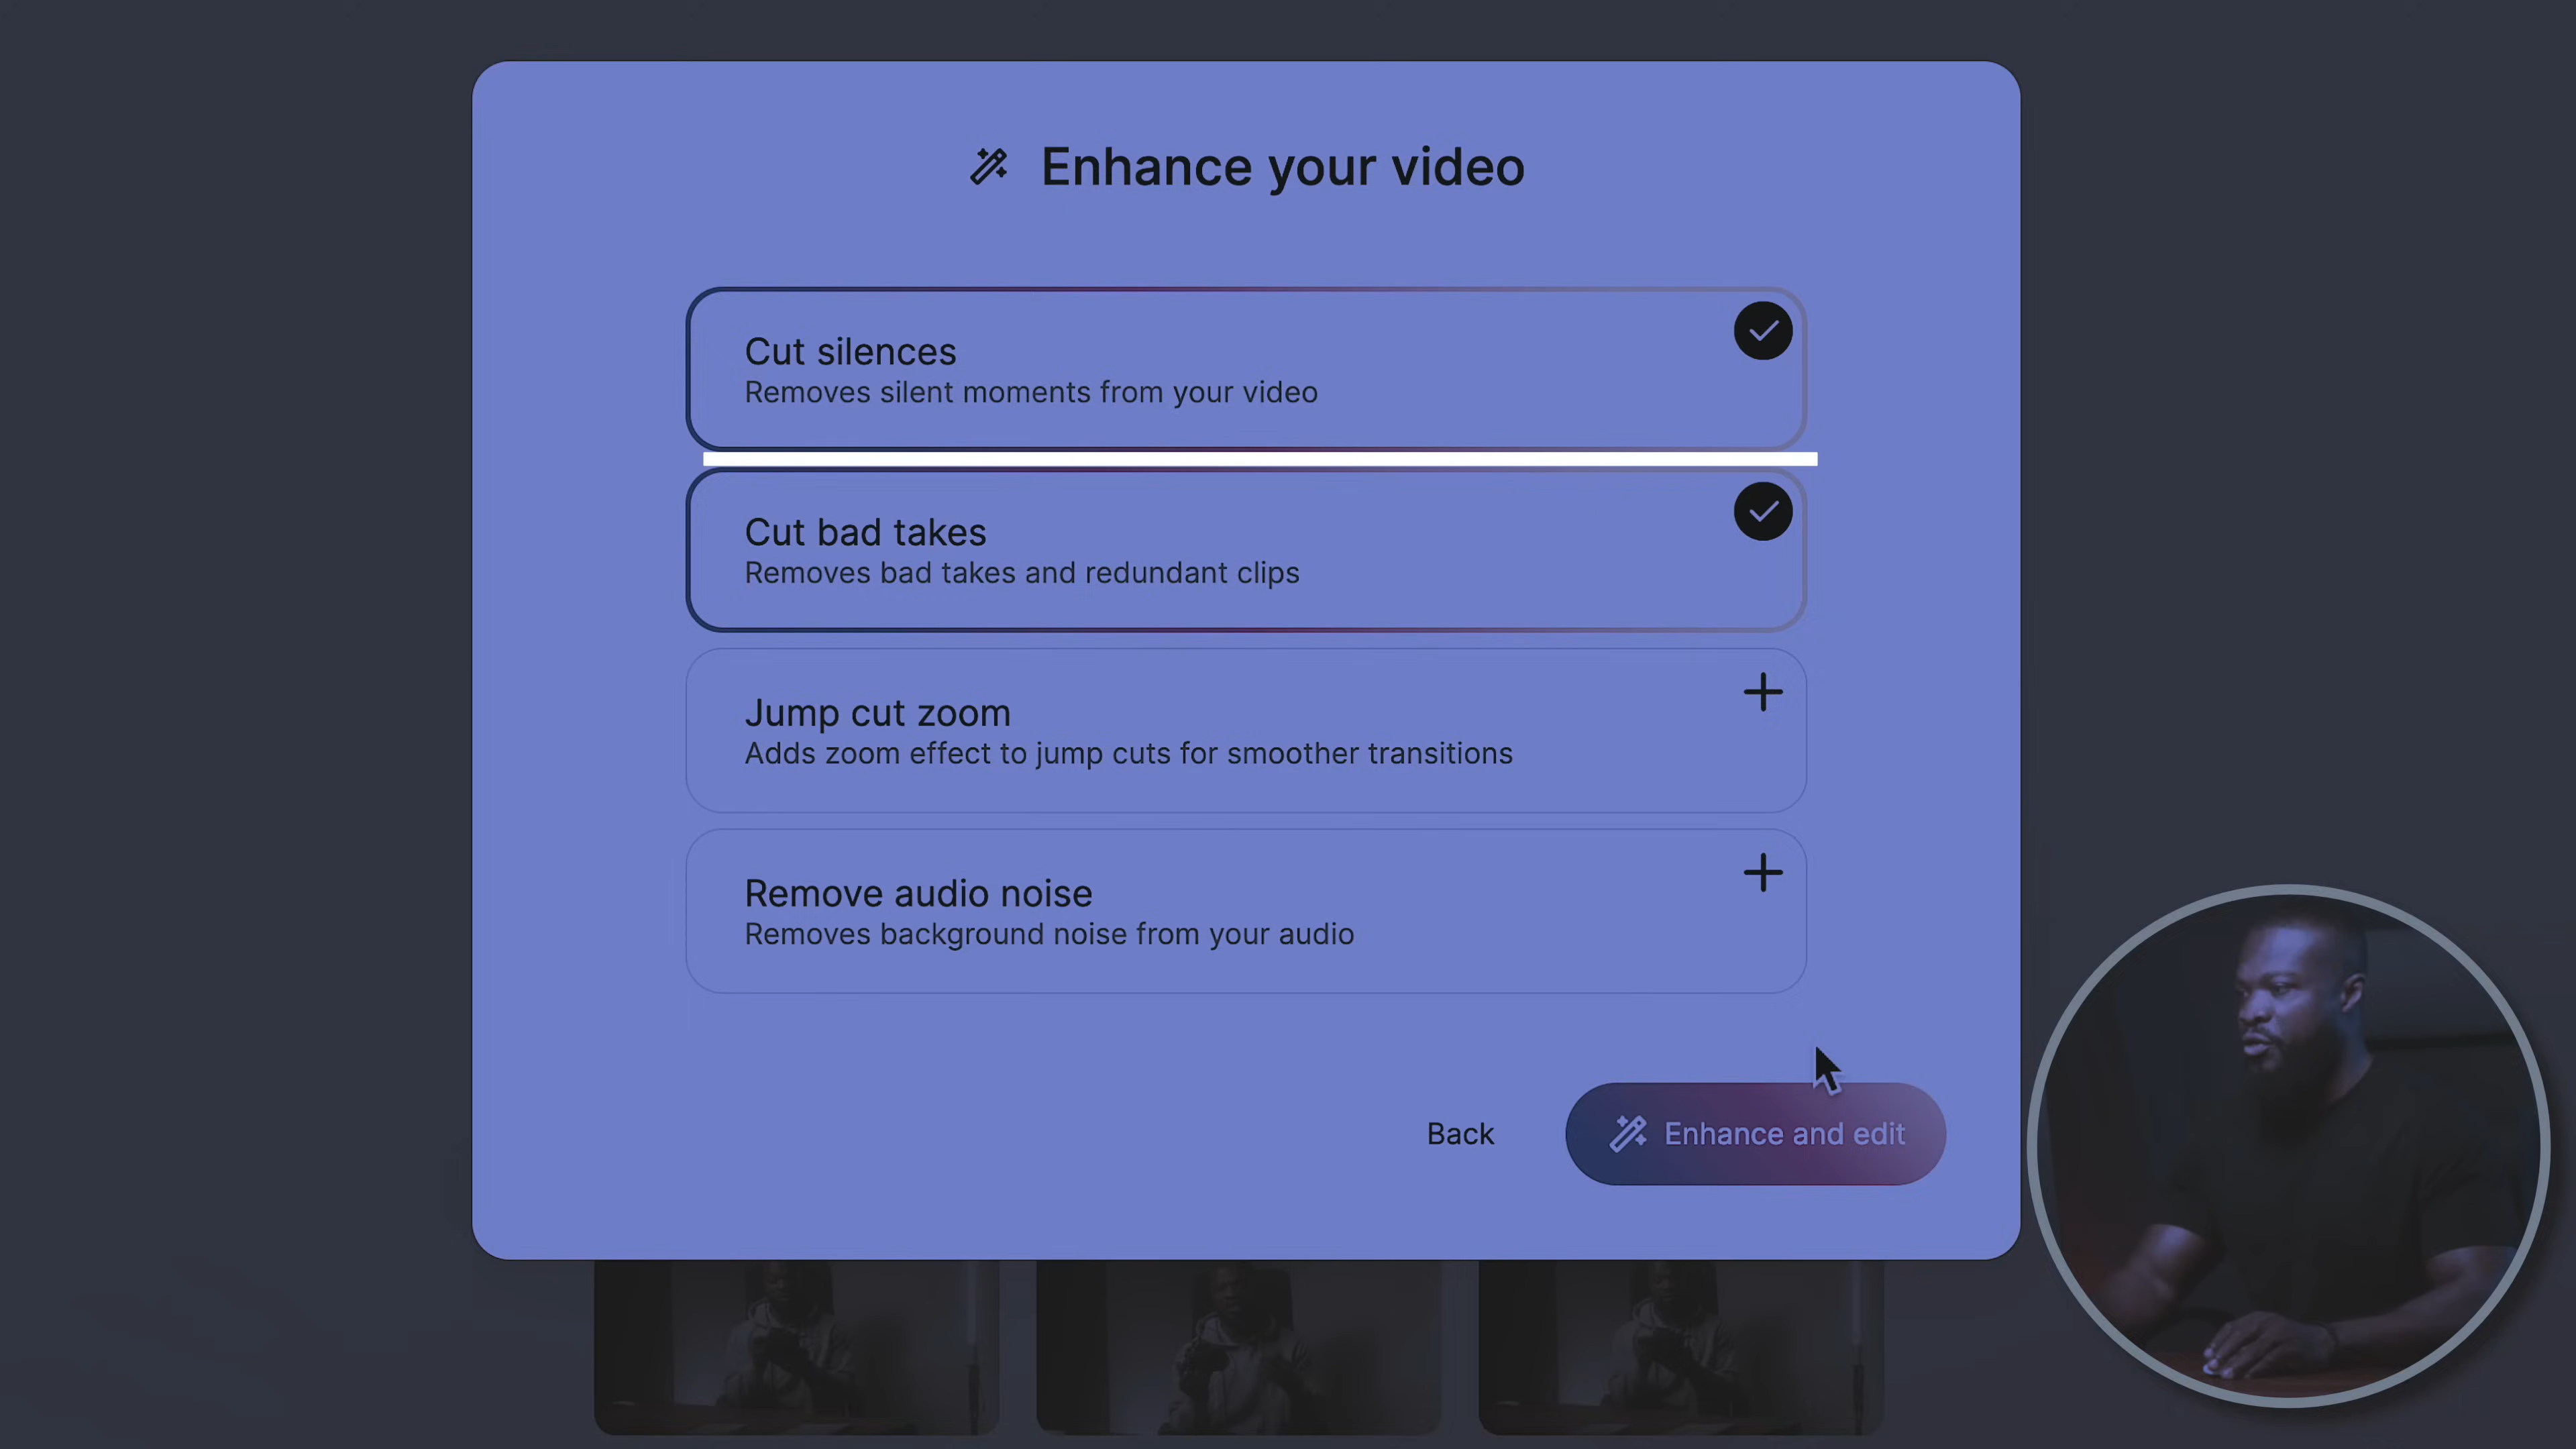 Enhance your video
Cut silences
Removes silent moments from your video
Cut bad takes
Removes bad takes and redundant clips
Jump cut zoom
Adds zoom effect to jump cuts for smoother transitions
Remove audio noise
Removes background noise from your audio
Back
Enhance and edit